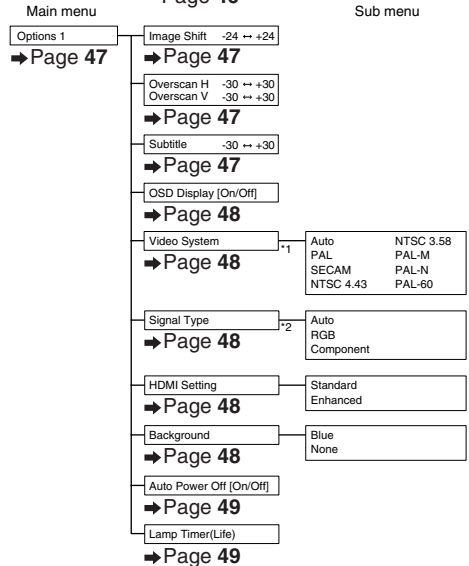 Main menu
Sub menu
Options 1
➡Page 47
Image Shift -24 ↔ +24
➡Page 47
Overscan H -30 ↔ +30
Overscan V -30 ↔ +30
➡Page 47
Subtitle -30 ↔ +30
➡Page 47
OSD Display [On/Off]
➡Page 48
Video System
*1
➡Page 48
Auto NTSC 3.58
PAL PAL-M
SECAM PAL-N
NTSC 4.43 PAL-60
Signal Type
*2
➡Page 48
Auto
RGB
Component
HDMI Setting
➡Page 48
Standard
Enhanced
Background
➡Page 48
Blue
None
Auto Power Off [On/Off]
➡Page 49
Lamp Timer(Life)
➡Page 49